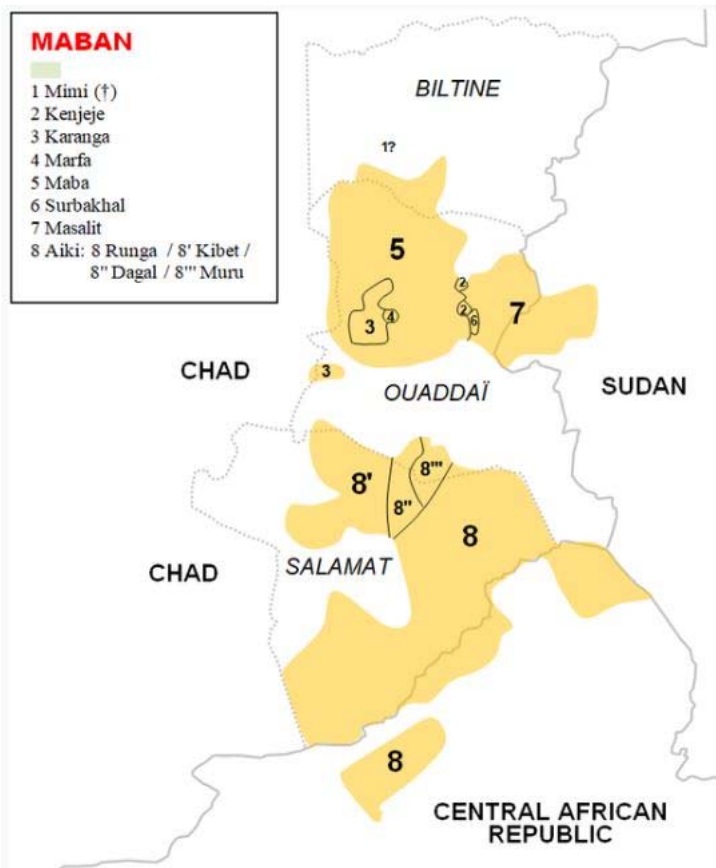 MABAN
1 Mimi (†)
2 Kenjeje
3 Karanga
4 Marfa
5 Maba
6 Surbakhal
7 Masalit
8 Aiki: 8 Runga / 8' Kibet /
8'' Dagal / 8''' Muru
BILTINE
1?
5
2
7
2
6
4
3
3
CHAD
OUADDAÏ
SUDAN
8'''
8'
8''
8
CHAD
SALAMAT
8
CENTRAL AFRICAN
REPUBLIC